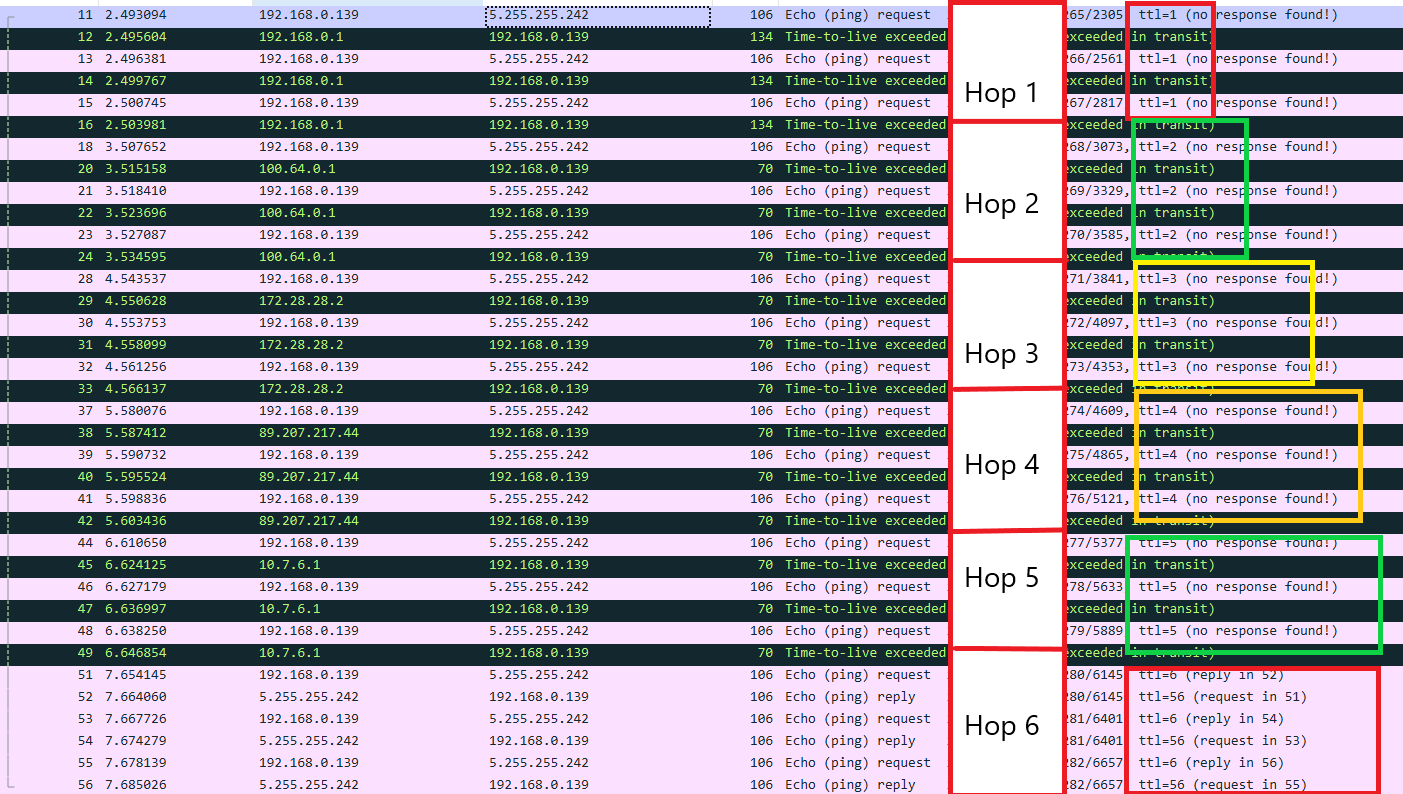 11 2.493094 192.168.0.139 5.255.255.242 106 Echo (ping) request 265/2305 ttl=1 (no response found!)
12 2.495604 192.168.0.1 192.168.0.139 134 Time-to-live exceeded exceeded in transit)
13 2.496381 192.168.0.139 5.255.255.242 106 Echo (ping) request 266/2561 ttl=1 (no response found!)
14 2.499767 192.168.0.1 192.168.0.139 134 Time-to-live exceeded exceeded in transit)
Hop 1
15 2.500745 192.168.0.139 5.255.255.242 106 Echo (ping) request 267/2817 ttl=1 (no response found!)
16 2.503981 192.168.0.1 192.168.0.139 134 Time-to-live exceeded exceeded in transit)
18 3.507652 192.168.0.139 5.255.255.242 106 Echo (ping) request 268/3073, ttl=2 (no response found!)
20 3.515158 100.64.0.1 192.168.0.139 70 Time-to-live exceeded exceeded in transit)
21 3.518410 192.168.0.139 5.255.255.242 106 Echo (ping) request 269/3329, ttl=2 (no response found!)
Hop 2
22 3.523696 100.64.0.1 192.168.0.139 70 Time-to-live exceeded exceeded in transit)
23 3.527087 192.168.0.139 5.255.255.242 106 Echo (ping) request 270/3585, ttl=2 (no response found!)
24 3.534595 100.64.0.1 192.168.0.139 70 Time-to-live exceeded exceeded in transit)
28 4.543537 192.168.0.139 5.255.255.242 106 Echo (ping) request 271/3841, ttl=3 (no response found!)
29 4.550628 172.28.28.2 192.168.0.139 70 Time-to-live exceeded exceeded in transit)
30 4.553753 192.168.0.139 5.255.255.242 106 Echo (ping) request 272/4097, ttl=3 (no response found!)
31 4.558099 172.28.28.2 192.168.0.139 70 Time-to-live exceeded exceeded in transit)
Hop 3
32 4.561256 192.168.0.139 5.255.255.242 106 Echo (ping) request 273/4353, ttl=3 (no response found!)
33 4.566137 172.28.28.2 192.168.0.139 70 Time-to-live exceeded exceeded in transit)
37 5.580076 192.168.0.139 5.255.255.242 106 Echo (ping) request 274/4609, ttl=4 (no response found!)
38 5.587412 89.207.217.44 192.168.0.139 70 Time-to-live exceeded exceeded in transit)
39 5.590732 192.168.0.139 5.255.255.242 106 Echo (ping) request 275/4865, ttl=4 (no response found!)
Hop 4
40 5.595524 89.207.217.44 192.168.0.139 70 Time-to-live exceeded exceeded in transit)
41 5.598836 192.168.0.139 5.255.255.242 106 Echo (ping) request 276/5121, ttl=4 (no response found!)
42 5.603436 89.207.217.44 192.168.0.139 70 Time-to-live exceeded exceeded in transit)
44 6.610650 192.168.0.139 5.255.255.242 106 Echo (ping) request 277/5377 ttl=5 (no response found!)
45 6.624125 10.7.6.1 192.168.0.139 70 Time-to-live exceeded exceeded in transit)
Hop 5
46 6.627179 192.168.0.139 5.255.255.242 106 Echo (ping) request 278/5633 ttl=5 (no response found!)
47 6.636997 10.7.6.1 192.168.0.139 70 Time-to-live exceeded exceeded in transit)
48 6.638250 192.168.0.139 5.255.255.242 106 Echo (ping) request 279/5889 ttl=5 (no response found!)
49 6.646854 10.7.6.1 192.168.0.139 70 Time-to-live exceeded exceeded in transit)
51 7.654145 192.168.0.139 5.255.255.242 106 Echo (ping) request 280/6145 ttl=6 (reply in 52)
52 7.664060 5.255.255.242 192.168.0.139 106 Echo (ping) reply 280/6145 ttl=56 (request in 51)
53 7.667726 192.168.0.139 5.255.255.242 106 Echo (ping) request 281/6401 ttl=6 (reply in 54)
Hop 6
54 7.674279 5.255.255.242 192.168.0.139 106 Echo (ping) reply 281/6401 ttl=56 (request in 53)
55 7.678139 192.168.0.139 5.255.255.242 106 Echo (ping) request 282/6657 ttl=6 (reply in 56)
56 7.685026 5.255.255.242 192.168.0.139 106 Echo (ping) reply 282/6657 ttl=56 (request in 55)